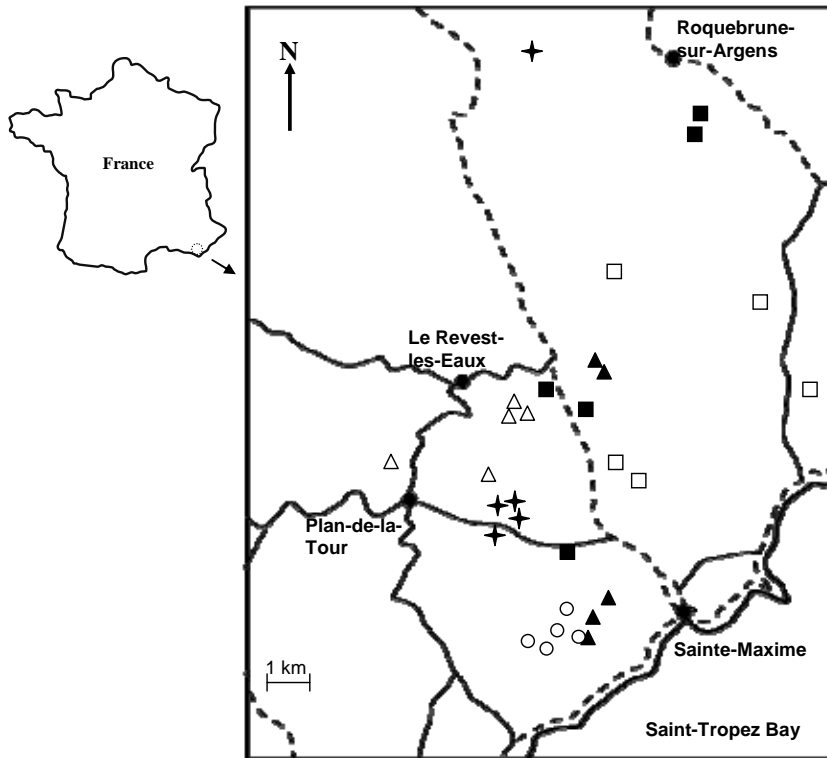 Roquebrune-
sur-Argens
N
France
Le Revest-
les-Eaux
Plan-de-la-
Tour
1 km
Sainte-Maxime
Saint-Tropez Bay